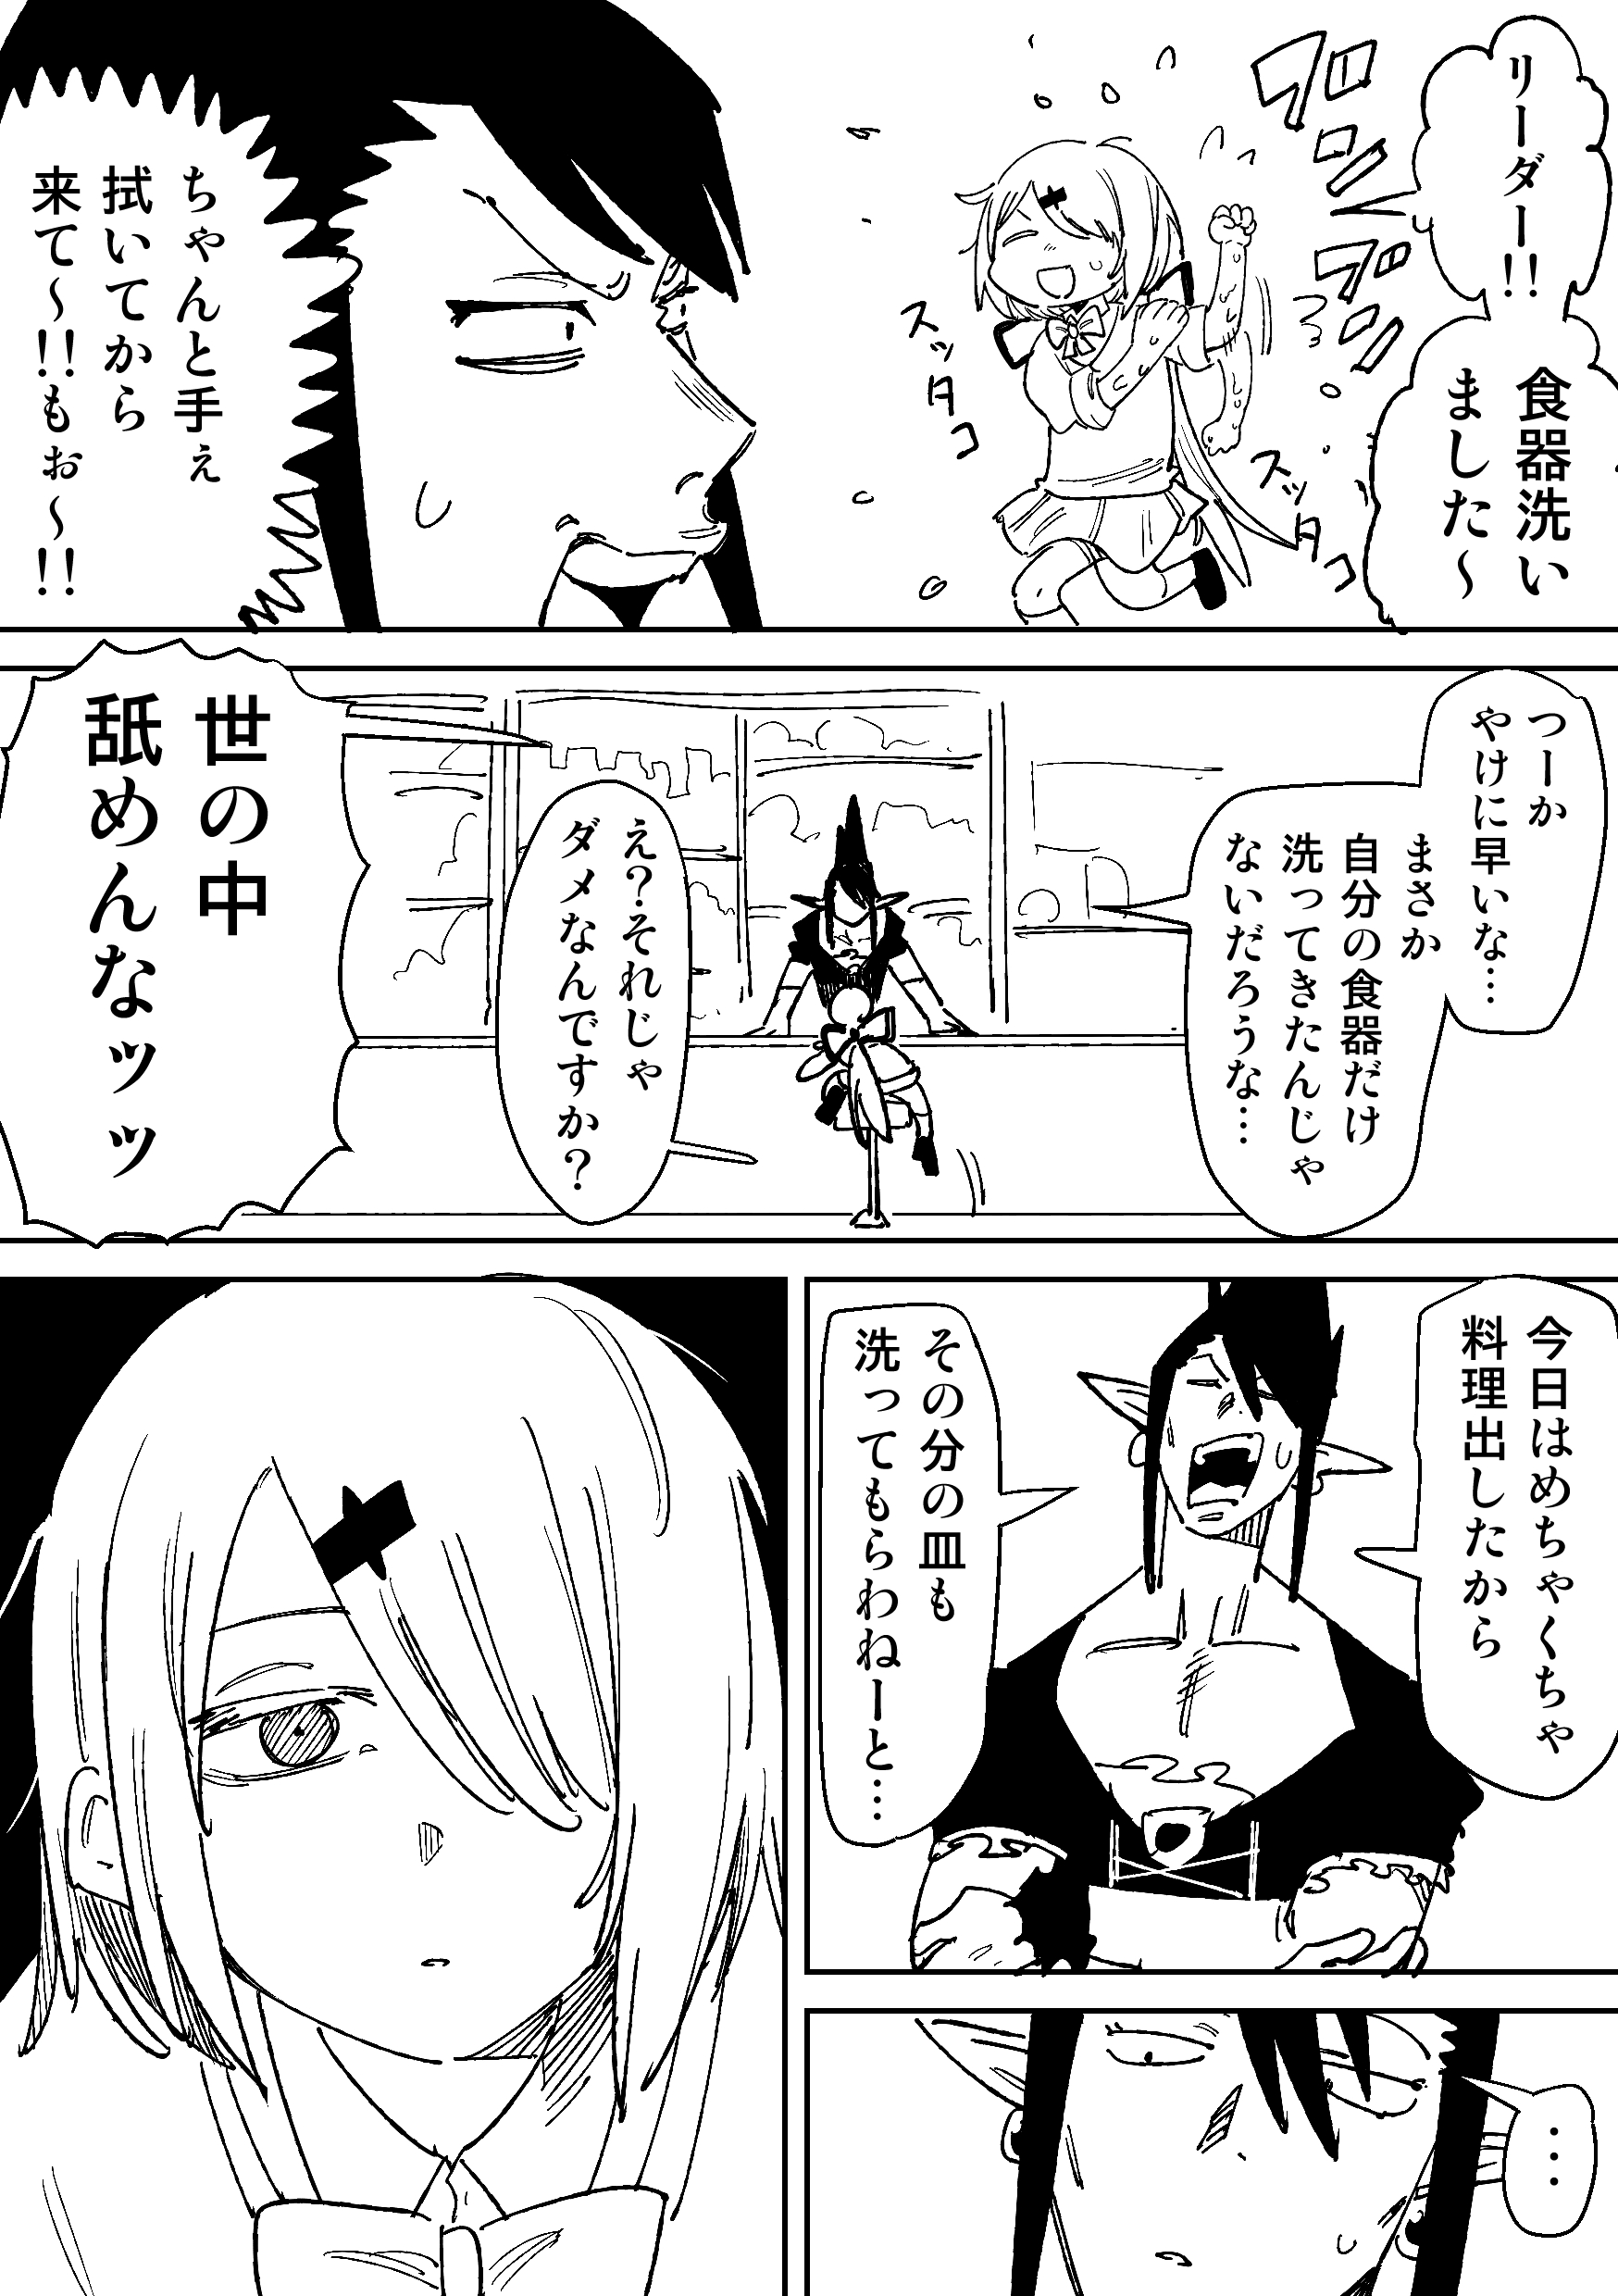 リーダー!!
食器洗い
ました〜
グロ
グロ
グロ
グロ
スッタコ
スッタコ
ちゃんと手ぇ
拭いてから
来て〜!!もぉ〜!!
つーか
やけに早いな…
まさか
自分の食器だけ
洗ってきたんじゃ
ないだろうな…
え?それじゃ
ダメなんですか?
世の中
舐めんなッッ
今日はめちゃくちゃ
料理出したから
その分の皿も
洗ってもらわねーと…
…